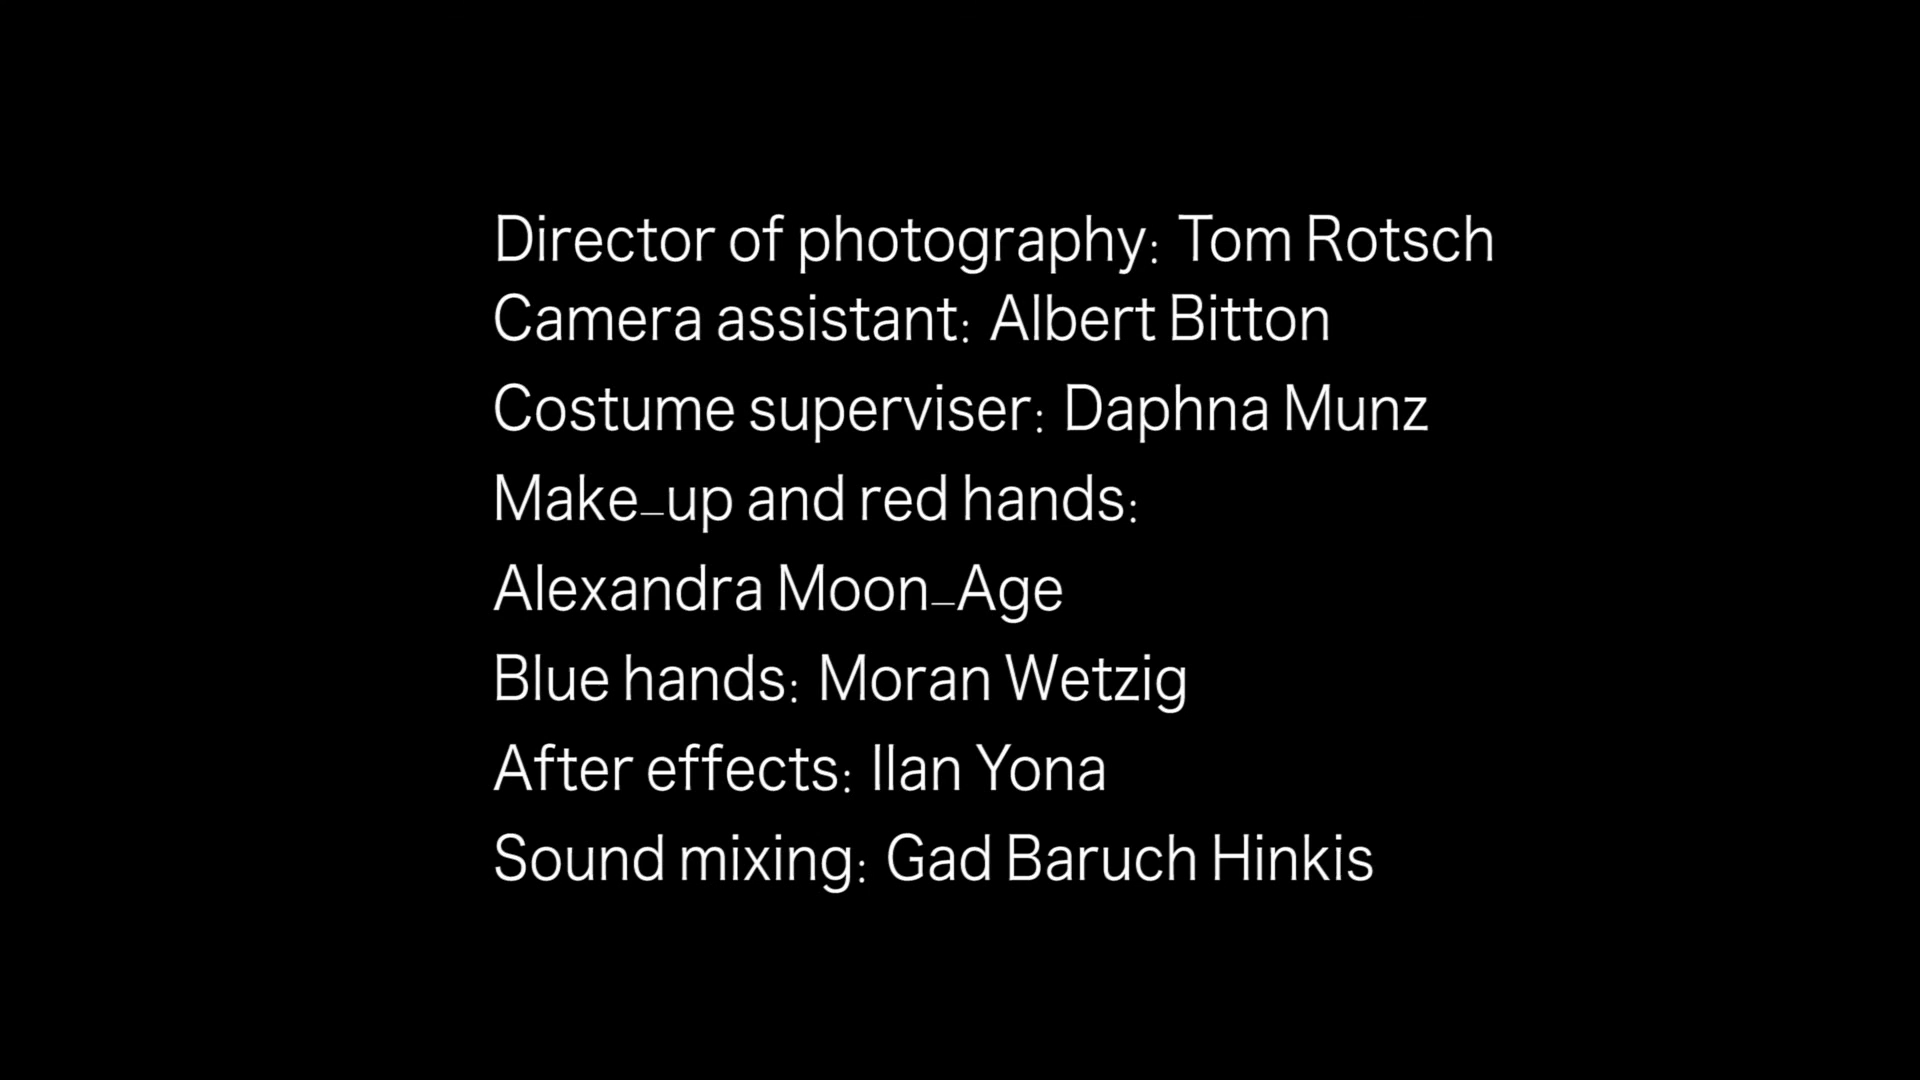 Director of photography: Tom Rotsch
Camera assistant: Albert Bitton
Costume superviser: Daphna Munz
Make-up and red hands:
Alexandra Moon-Age
Blue hands: Moran Wetzig
After effects: Ilan Yona
Sound mixing: Gad Baruch Hinkis